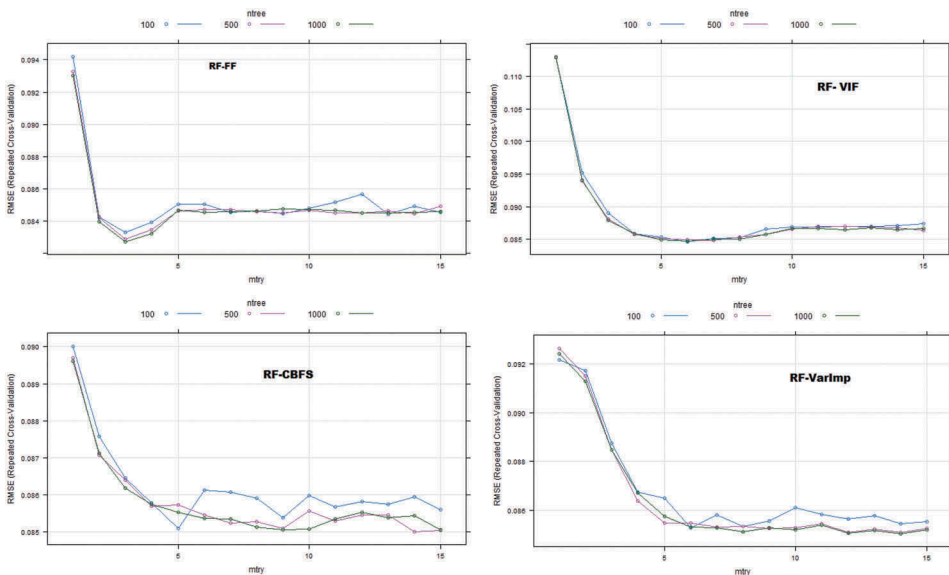 ntree
100 500 1000
RF-FF
0.094
0.092
0.090
0.088
0.086
0.084
RMSE (Repeated Cross-Validation)
5 10 15
mtry
ntree
100 500 1000
RF- VIF
0.110
0.105
0.100
0.095
0.090
0.085
RMSE (Repeated Cross-Validation)
5 10 15
mtry
ntree
100 500 1000
RF-CBFS
0.090
0.089
0.088
0.087
0.086
0.085
RMSE (Repeated Cross-Validation)
5 10 15
mtry
ntree
100 500 1000
RF-VarImp
0.092
0.090
0.088
0.086
RMSE (Repeated Cross-Validation)
5 10 15
mtry